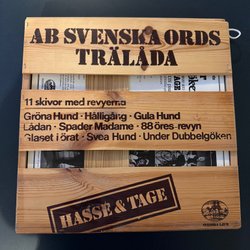 AB SVENSKA ORDS
TRÄLÅDA
11 skivor med revyerna
Gröna Hund · Hålligång · Gula Hund
Lådan · Spader Madame · 88 öres-revyn
Glaset i örat · Svea Hund · Under Dubbelgöken
HASSE & TAGE